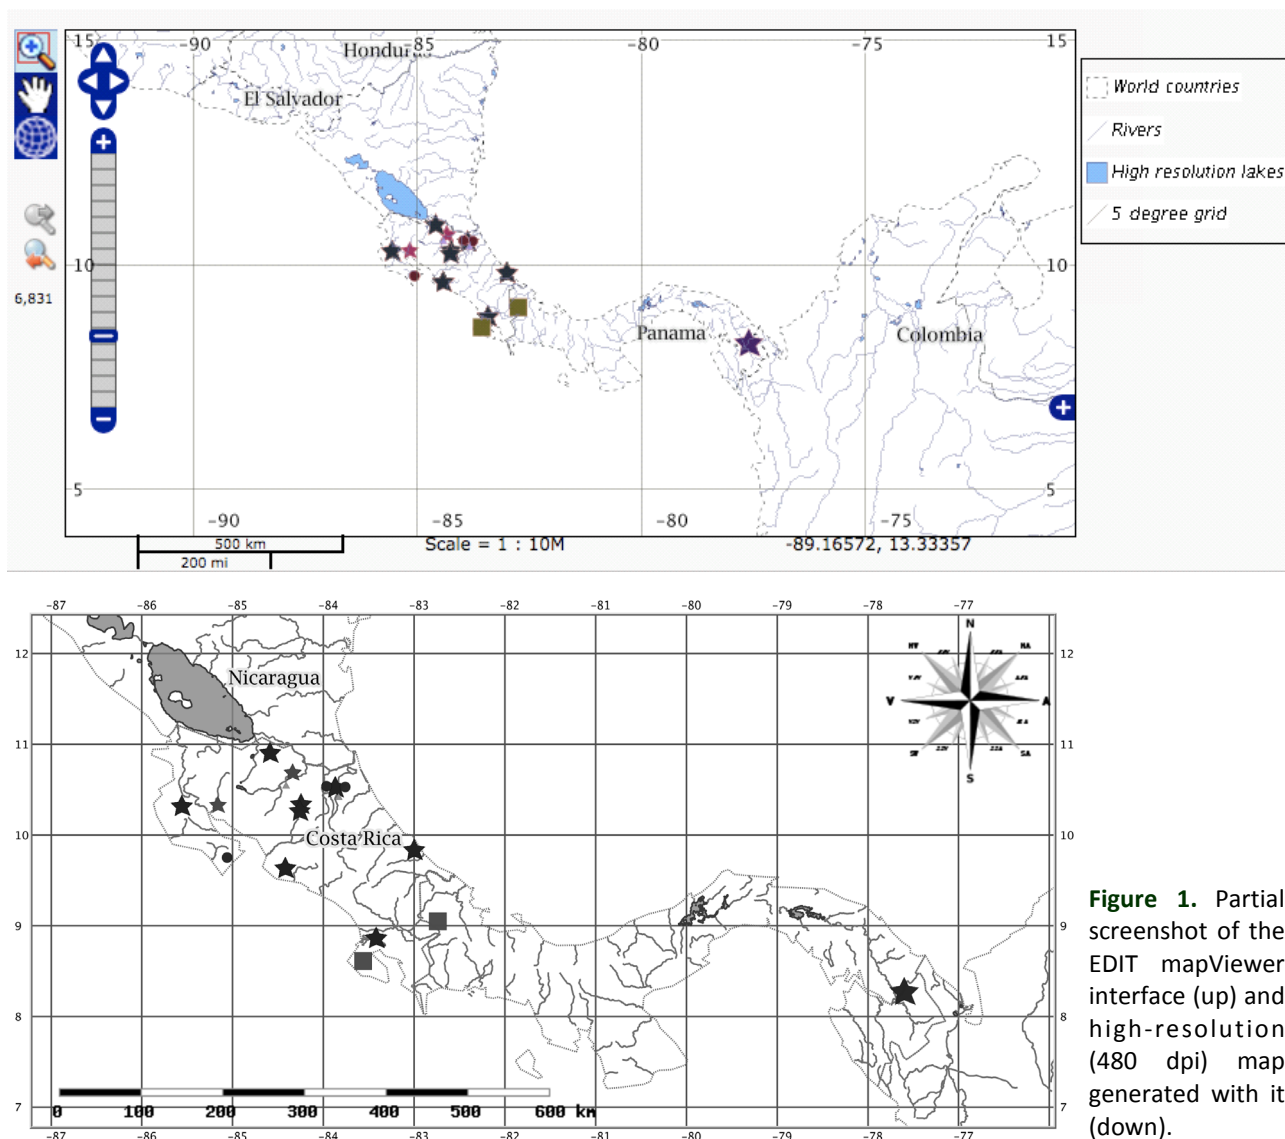 15 -90 -85 -80 -75 15
Honduras
El Salvador
World countries
Rivers
High resolution lakes
5 degree grid
10 10
6,831
Panama
Colombia
5 5
-90 -85 -80 -75
500 km
200 mi
Scale = 1 : 10M
-89.16572, 13.33357
-87 -86 -85 -84 -83 -82 -81 -80 -79 -78 -77
N
12 12
Nicaragua
V A
11 11
S
10 10
Costa Rica
9 9
8 8
7 7
0 100 200 300 400 500 600 km
-87 -86 -85 -84 -83 -82 -81 -80 -79 -78 -77
Figure 1. Partial
screenshot of the
EDIT mapViewer
interface (up) and
high-resolution
(480 dpi) map
generated with it
(down).